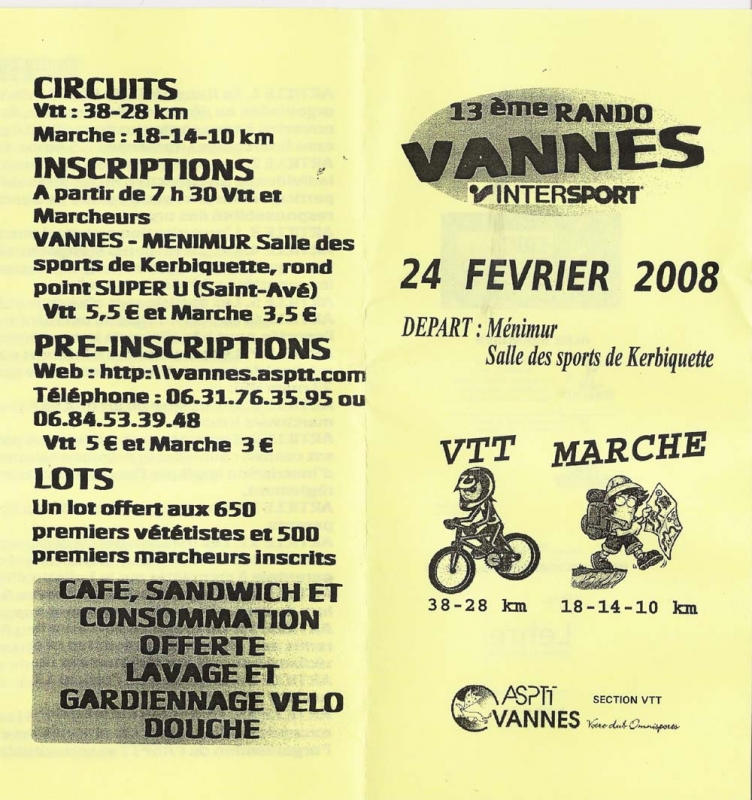 CIRCUITS
Vtt : 38-28 km
Marche : 18-14-10 km
INSCRIPTIONS
A partir de 7 h 30 Vtt et
Marcheurs
VANNES - MENIMUR Salle des
sports de Kerbiquette, rond
point SUPER U (Saint-Avé)
Vtt 5,5 € et Marche 3,5 €
PRE-INSCRIPTIONS
Web : http:\\vannes.asptt.com
Téléphone : 06.31.76.35.95 ou
06.84.53.39.48
Vtt 5 € et Marche 3 €
LOTS
Un lot offert aux 650
premiers vététistes et 500
premiers marcheurs inscrits
CAFE, SANDWICH ET
CONSOMMATION
OFFERTE
LAVAGE ET
GARDIENNAGE VELO
DOUCHE
13 ème RANDO
VANNES
INTERSPORT
24 FEVRIER 2008
DEPART : Ménimur
Salle des sports de Kerbiquette
VTT MARCHE
38-28 km 18-14-10 km
ASPTT
VANNES
SECTION VTT
Votre club Omnisports